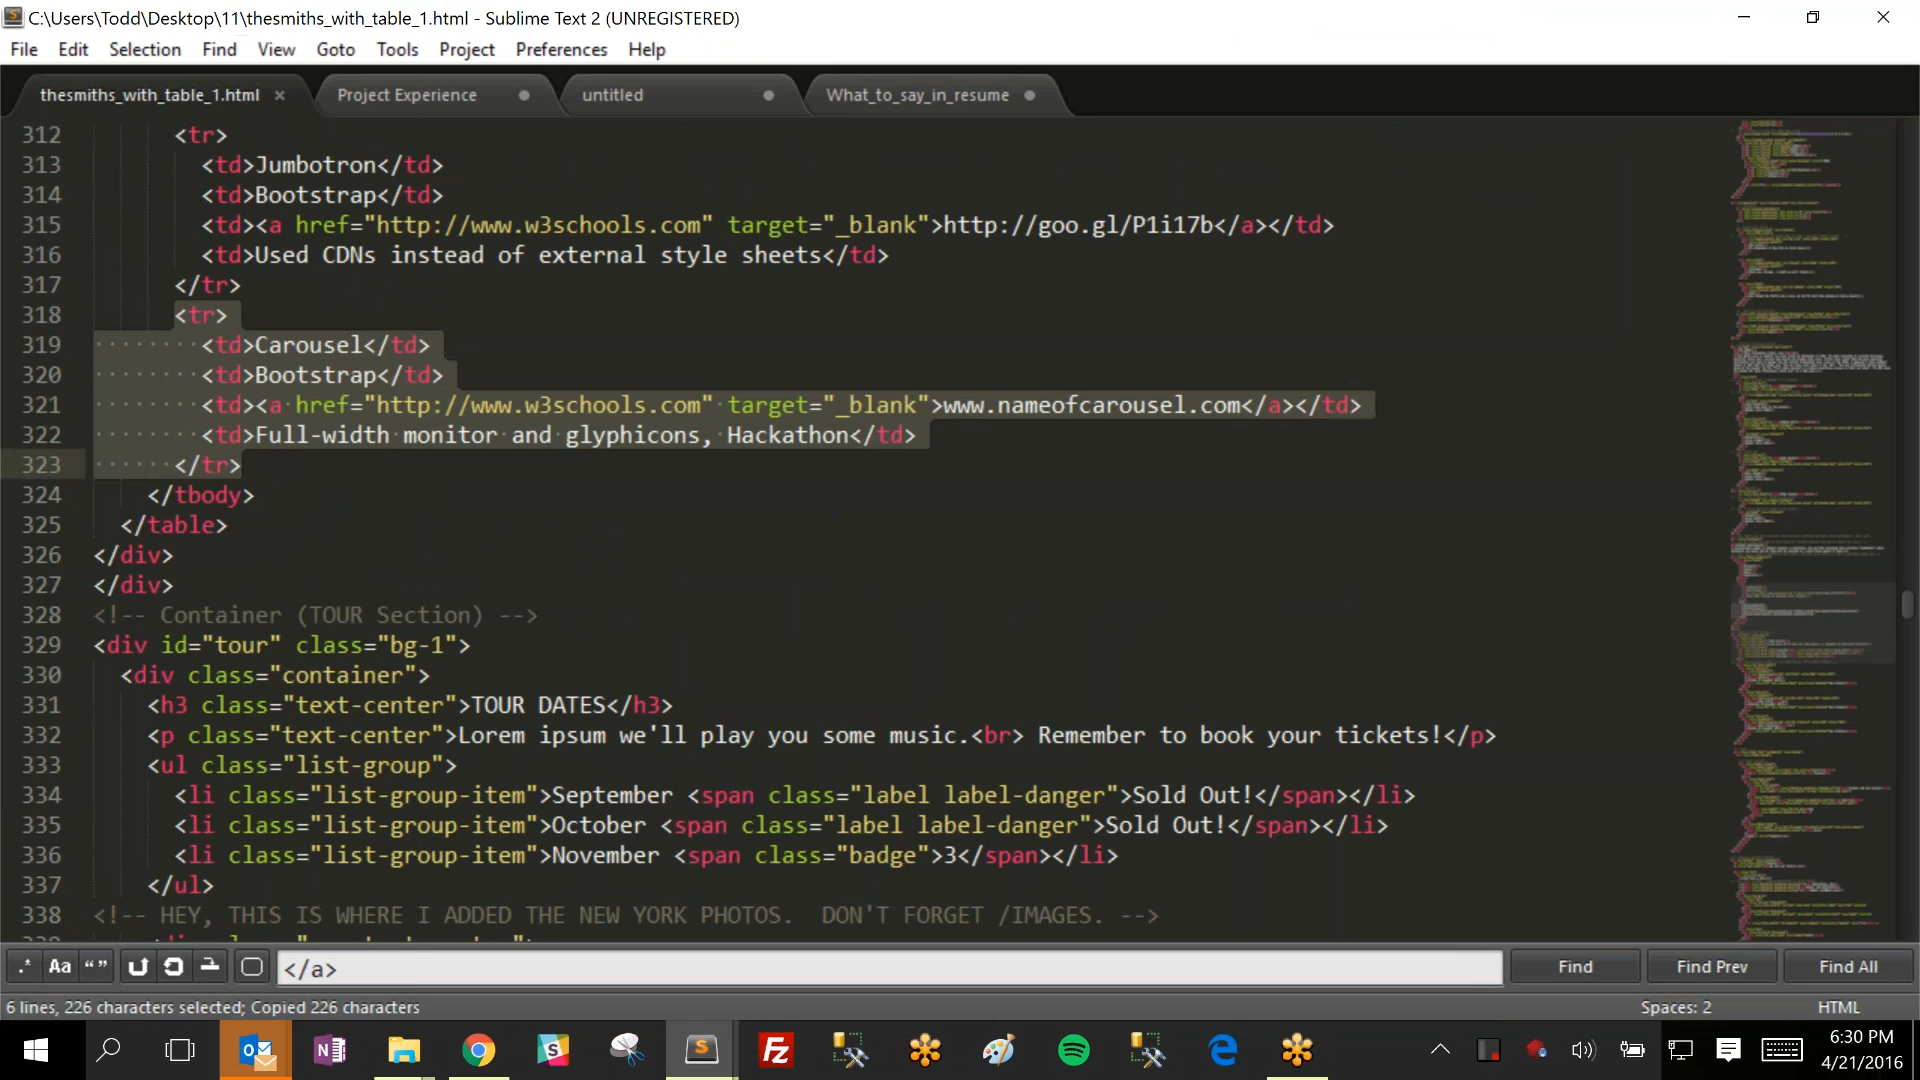 C:\Users\Todd\Desktop\11\thesmiths_with_table_1.html - Sublime Text 2 (UNREGISTERED)
File Edit Selection Find View Goto Tools Project Preferences Help
thesmiths_with_table_1.html × Project Experience untitled What_to_say_in_resume
312 <tr>
313 <td>Jumbotron</td>
314 <td>Bootstrap</td>
315 <td><a href="http://www.w3schools.com" target="_blank">http://goo.gl/P1i17b</a></td>
316 <td>Used CDNs instead of external style sheets</td>
317 </tr>
318 <tr>
319 <td>Carousel</td>
320 <td>Bootstrap</td>
321 <td><a href="http://www.w3schools.com" target="_blank">www.nameofcarousel.com</a></td>
322 <td>Full-width monitor and glyphicons, Hackathon</td>
323 </tr>
324 </tbody>
325 </table>
326 </div>
327 </div>
328 <!-- Container (TOUR Section) -->
329 <div id="tour" class="bg-1">
330 <div class="container">
331 <h3 class="text-center">TOUR DATES</h3>
332 <p class="text-center">Lorem ipsum we'll play you some music.<br> Remember to book your tickets!</p>
333 <ul class="list-group">
334 <li class="list-group-item">September <span class="label label-danger">Sold Out!</span></li>
335 <li class="list-group-item">October <span class="label label-danger">Sold Out!</span></li>
336 <li class="list-group-item">November <span class="badge">3</span></li>
337 </ul>
338 <!-- HEY, THIS IS WHERE I ADDED THE NEW YORK PHOTOS. DON'T FORGET /IMAGES. -->
.* Aa “” </a> Find Find Prev Find All
6 lines, 226 characters selected; Copied 226 characters Spaces: 2 HTML
6:30 PM
4/21/2016